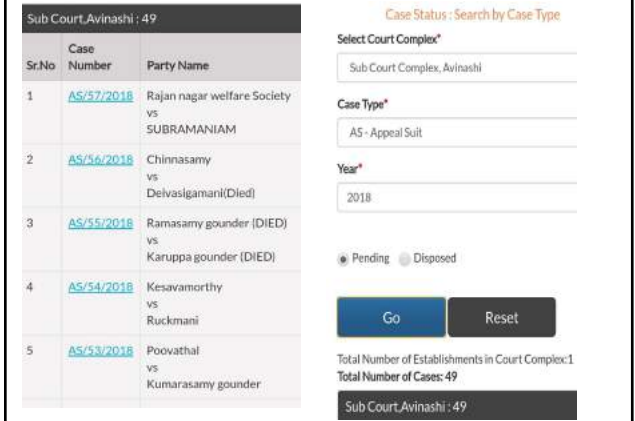 Sub Court,Avinashi : 49
Sr.No
Case
Number
Party Name
1
AS/57/2018
Rajan nagar welfare Society
vs
SUBRAMANIAM
2
AS/56/2018
Chinnasamy
vs
Deivasigamani(Died)
3
AS/55/2018
Ramasamy gounder (DIED)
vs
Karuppa gounder (DIED)
4
AS/54/2018
Kesavamorthy
vs
Ruckmani
5
AS/53/2018
Poovathal
vs
Kumarasamy gounder
Case Status : Search by Case Type
Select Court Complex*
Sub Court Complex, Avinashi
Case Type*
AS - Appeal Suit
Year*
2018
Pending Disposed
Go Reset
Total Number of Establishments in Court Complex:1
Total Number of Cases: 49
Sub Court,Avinashi : 49